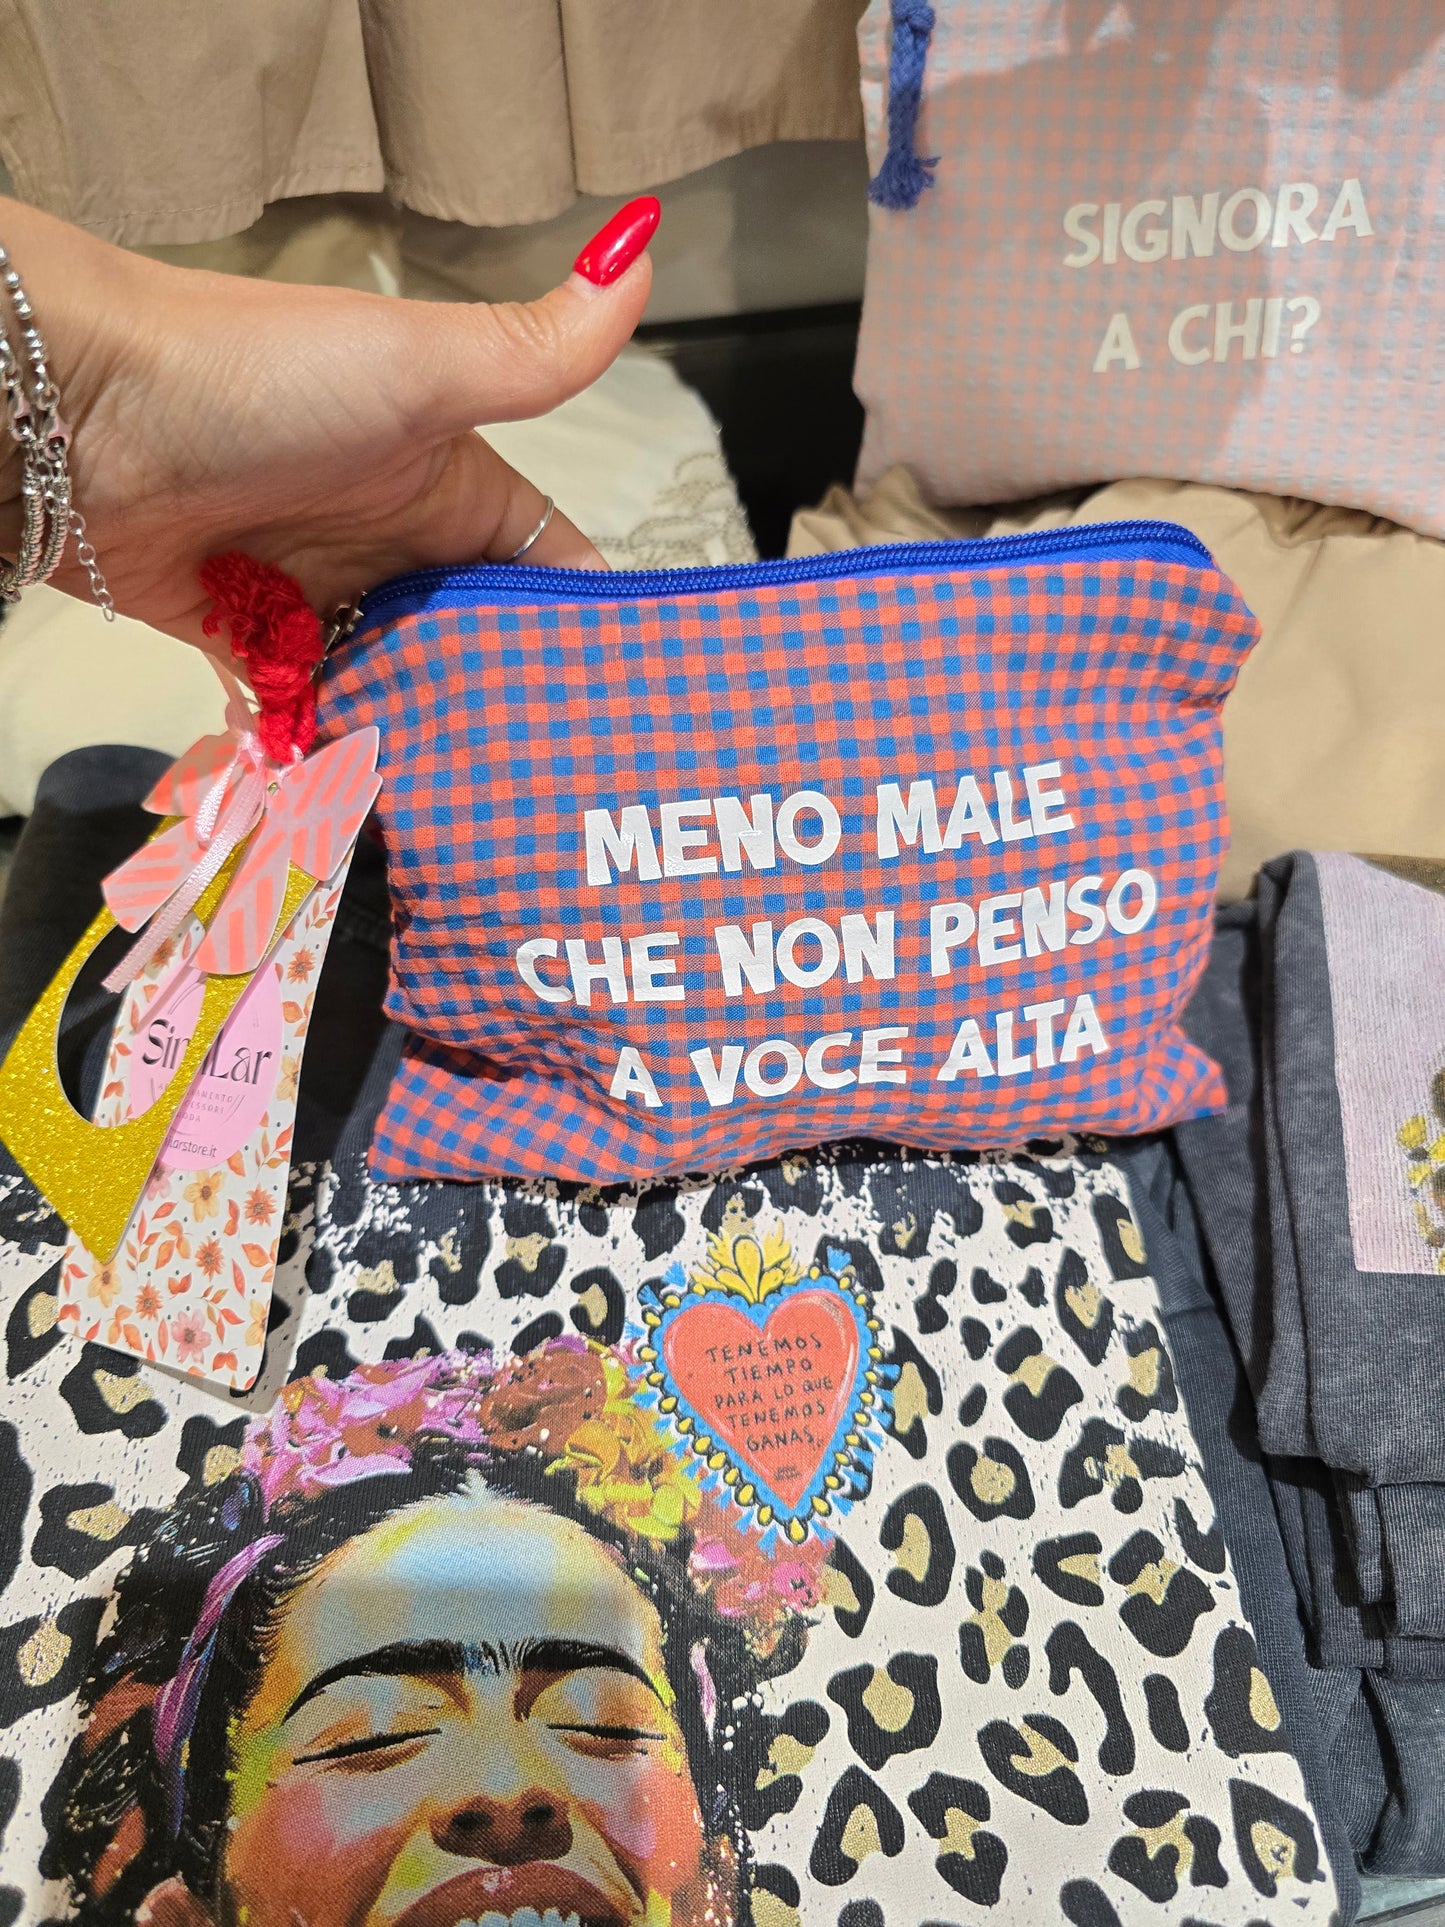 SIGNORA
A CHI?
MENO MALE
CHE NON PENSO
A VOCE ALTA
TENEMOS
TIEMPO
PARA LO QUE
TENEMOS
GANAS.